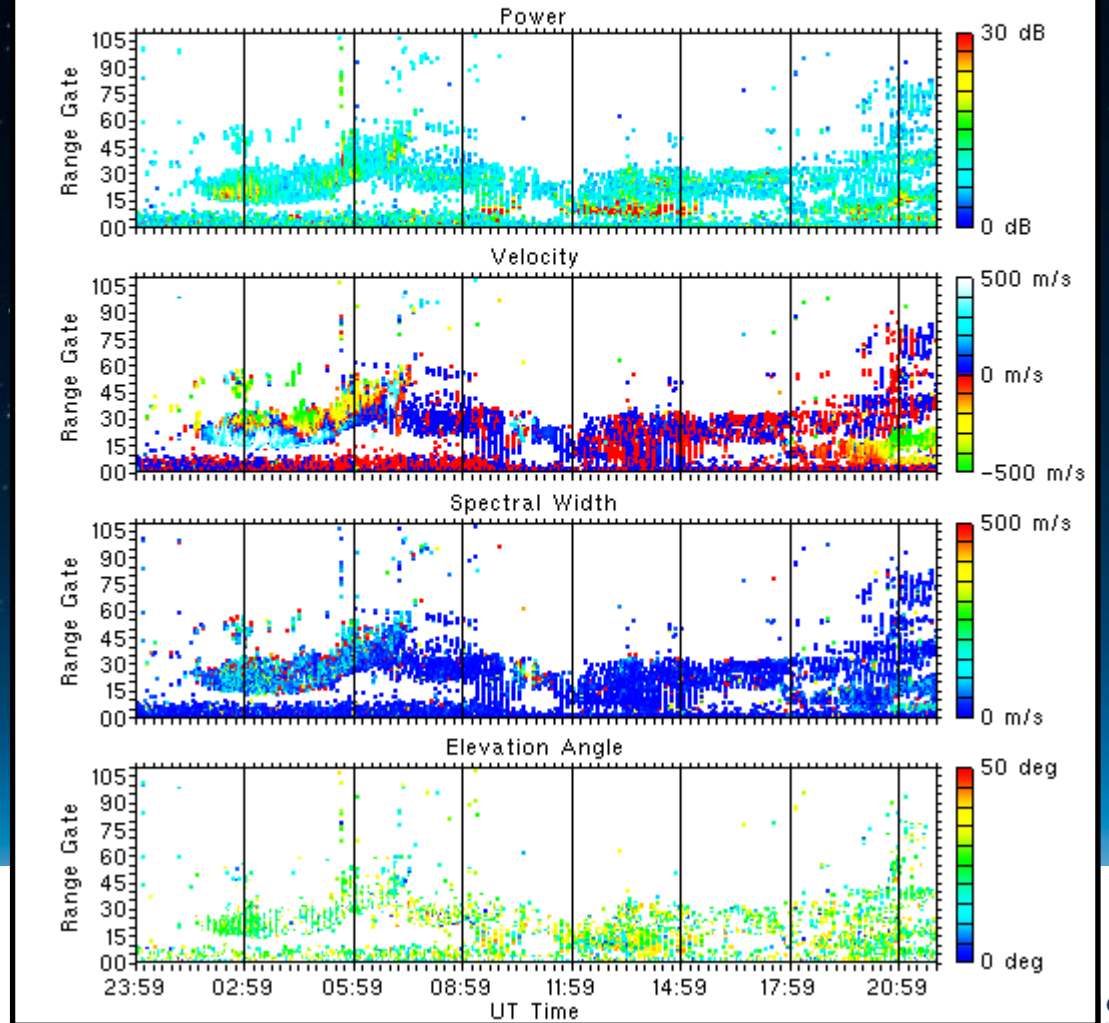 Power
105
90
75
60
45
30
15
00
Range Gate
30 dB
0 dB
Velocity
105
90
75
60
45
30
15
00
Range Gate
500 m/s
0 m/s
-500 m/s
Spectral Width
105
90
75
60
45
30
15
00
Range Gate
500 m/s
0 m/s
Elevation Angle
105
90
75
60
45
30
15
00
Range Gate
50 deg
0 deg
23:59 02:59 05:59 08:59 11:59 14:59 17:59 20:59
UT Time